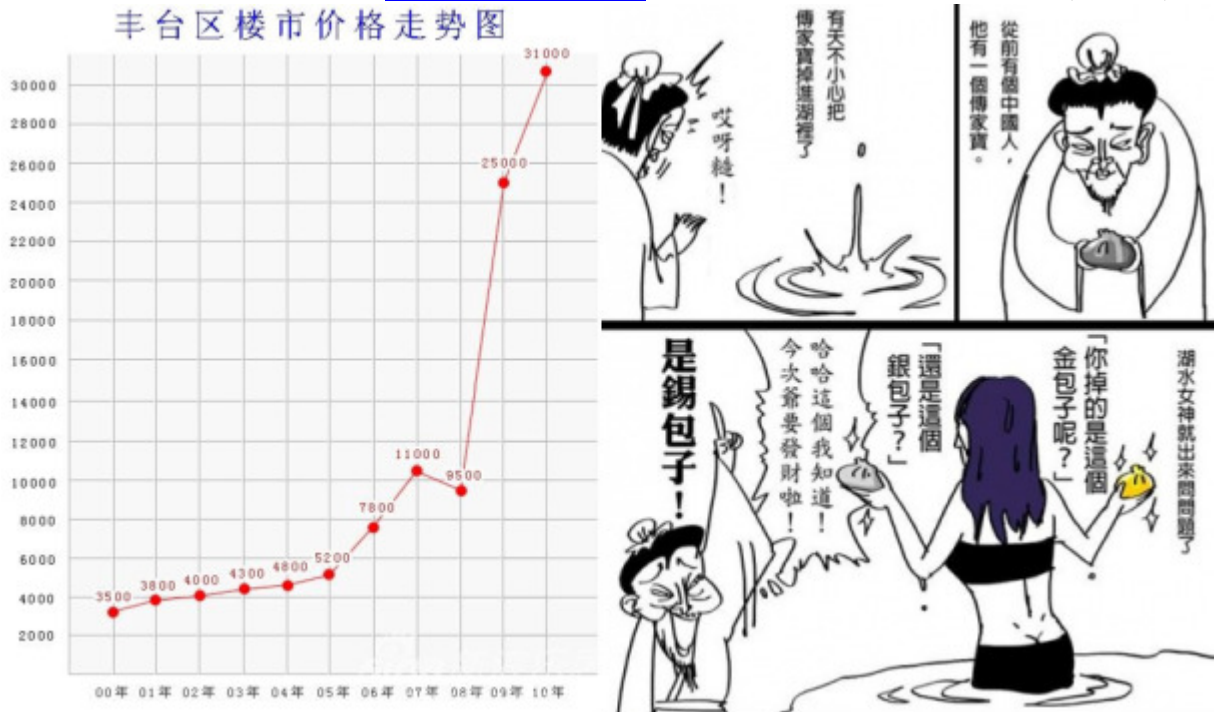 丰台区楼市价格走势图
31000
30000
28000
26000
25000
24000
22000
20000
18000
16000
14000
12000
11000
10000
9500
8000
7800
6000
5200
4800
4300
4000
3800
3500
4000
2000
00年 01年 02年 03年 04年 05年 06年 07年 08年 09年 10年
從前有個中國人，
他有一個傳家寶。
有天不小心把
傳家寶掉進湖裡了
哎呀糙！
湖水女神就出來問問題了
「你掉的是這個
金包子呢？」
「還是這個
銀包子？」
哈哈這個我知道！
今次爺要發財啦！
是錫包子！